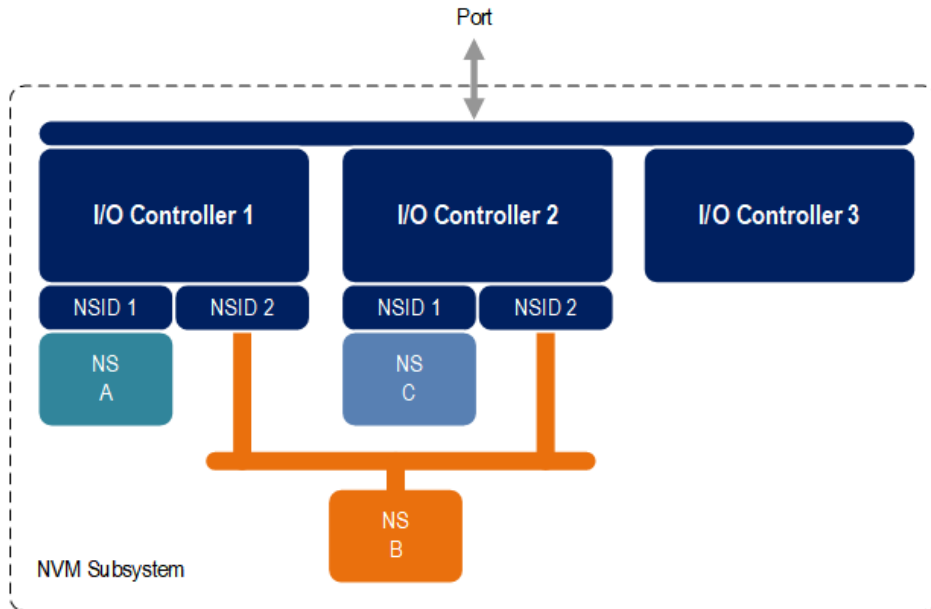 Port
I/O Controller 1
I/O Controller 2
I/O Controller 3
NSID 1
NSID 2
NSID 1
NSID 2
NS
A
NS
C
NS
B
NVM Subsystem